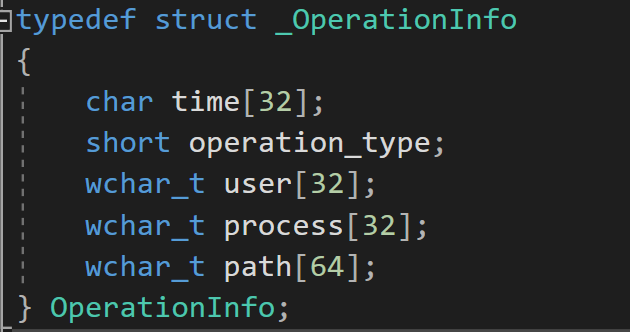 typedef struct _OperationInfo
{
char time[32];
short operation_type;
wchar_t user[32];
wchar_t process[32];
wchar_t path[64];
} OperationInfo;